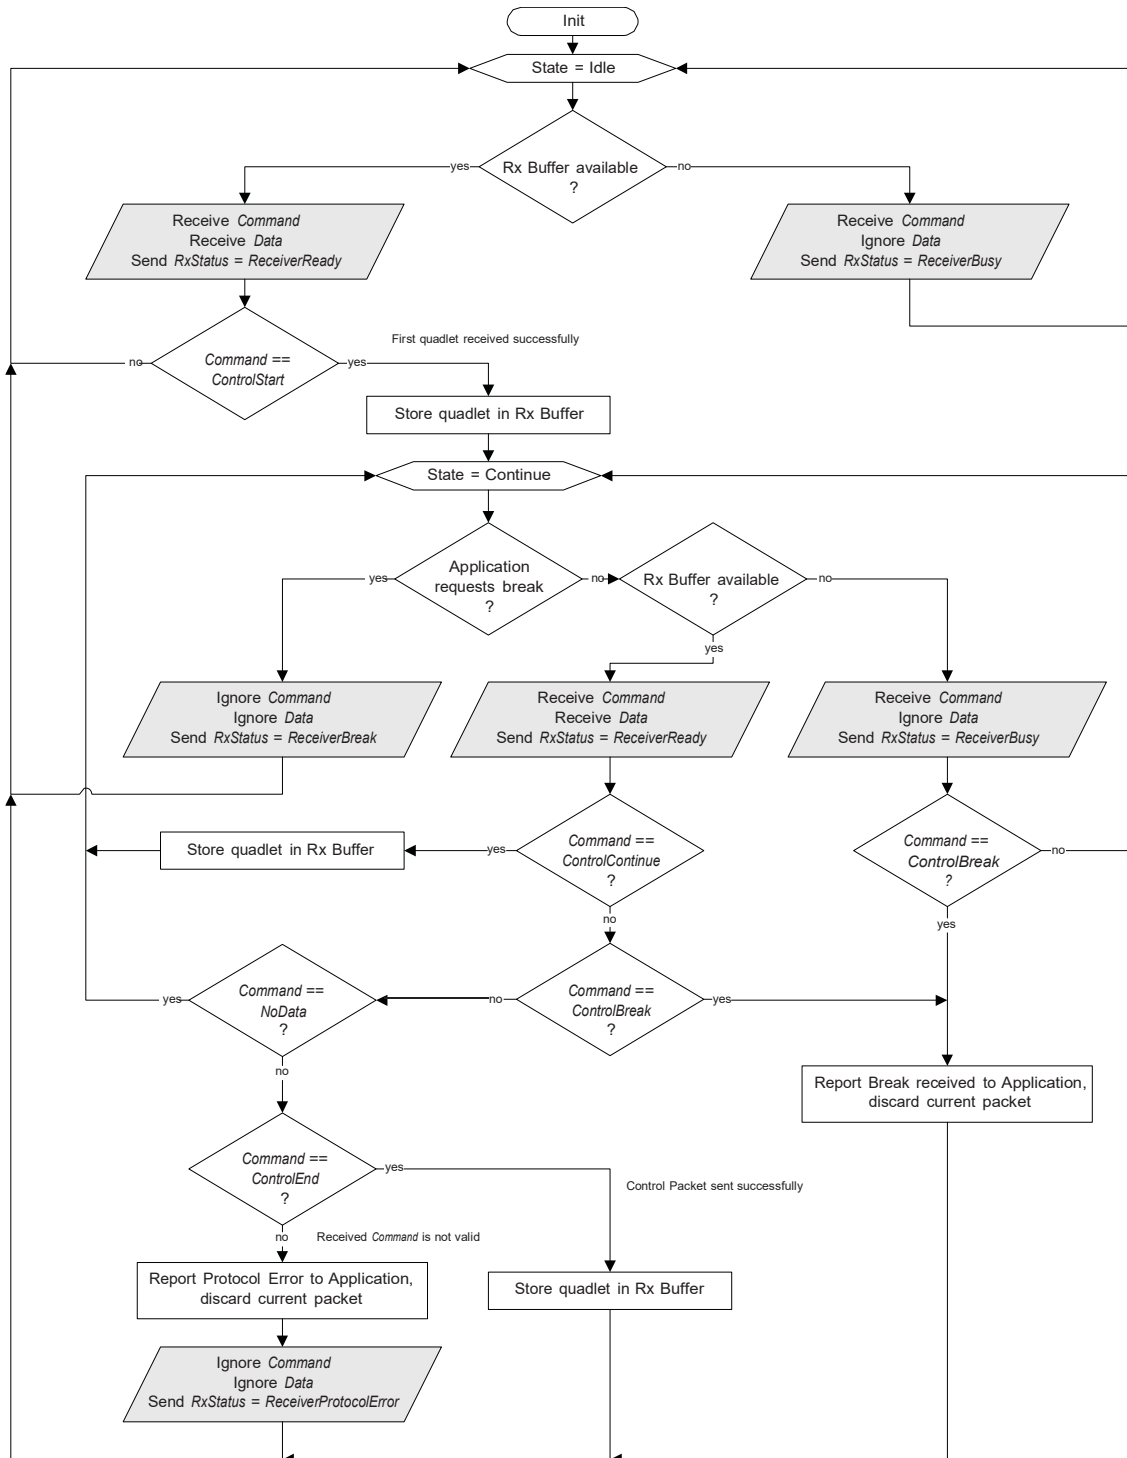 Init
State = Idle
Rx Buffer available
?
yes
no
Receive Command
Receive Data
Send RxStatus = ReceiverReady
Receive Command
Ignore Data
Send RxStatus = ReceiverBusy
First quadlet received successfully
Command ==
ControlStart
no
yes
Store quadlet in Rx Buffer
State = Continue
Application
requests break
?
yes
no
Rx Buffer available
?
no
yes
Ignore Command
Ignore Data
Send RxStatus = ReceiverBreak
Receive Command
Receive Data
Send RxStatus = ReceiverReady
Receive Command
Ignore Data
Send RxStatus = ReceiverBusy
Store quadlet in Rx Buffer
yes
Command ==
ControlContinue
?
no
Command ==
ControlBreak
?
no
yes
yes
Command ==
NoData
?
no
no
Command ==
ControlBreak
?
yes
Report Break received to Application,
discard current packet
Command ==
ControlEnd
?
yes
Control Packet sent successfully
no
Received Command is not valid
Report Protocol Error to Application,
discard current packet
Store quadlet in Rx Buffer
Ignore Command
Ignore Data
Send RxStatus = ReceiverProtocolError